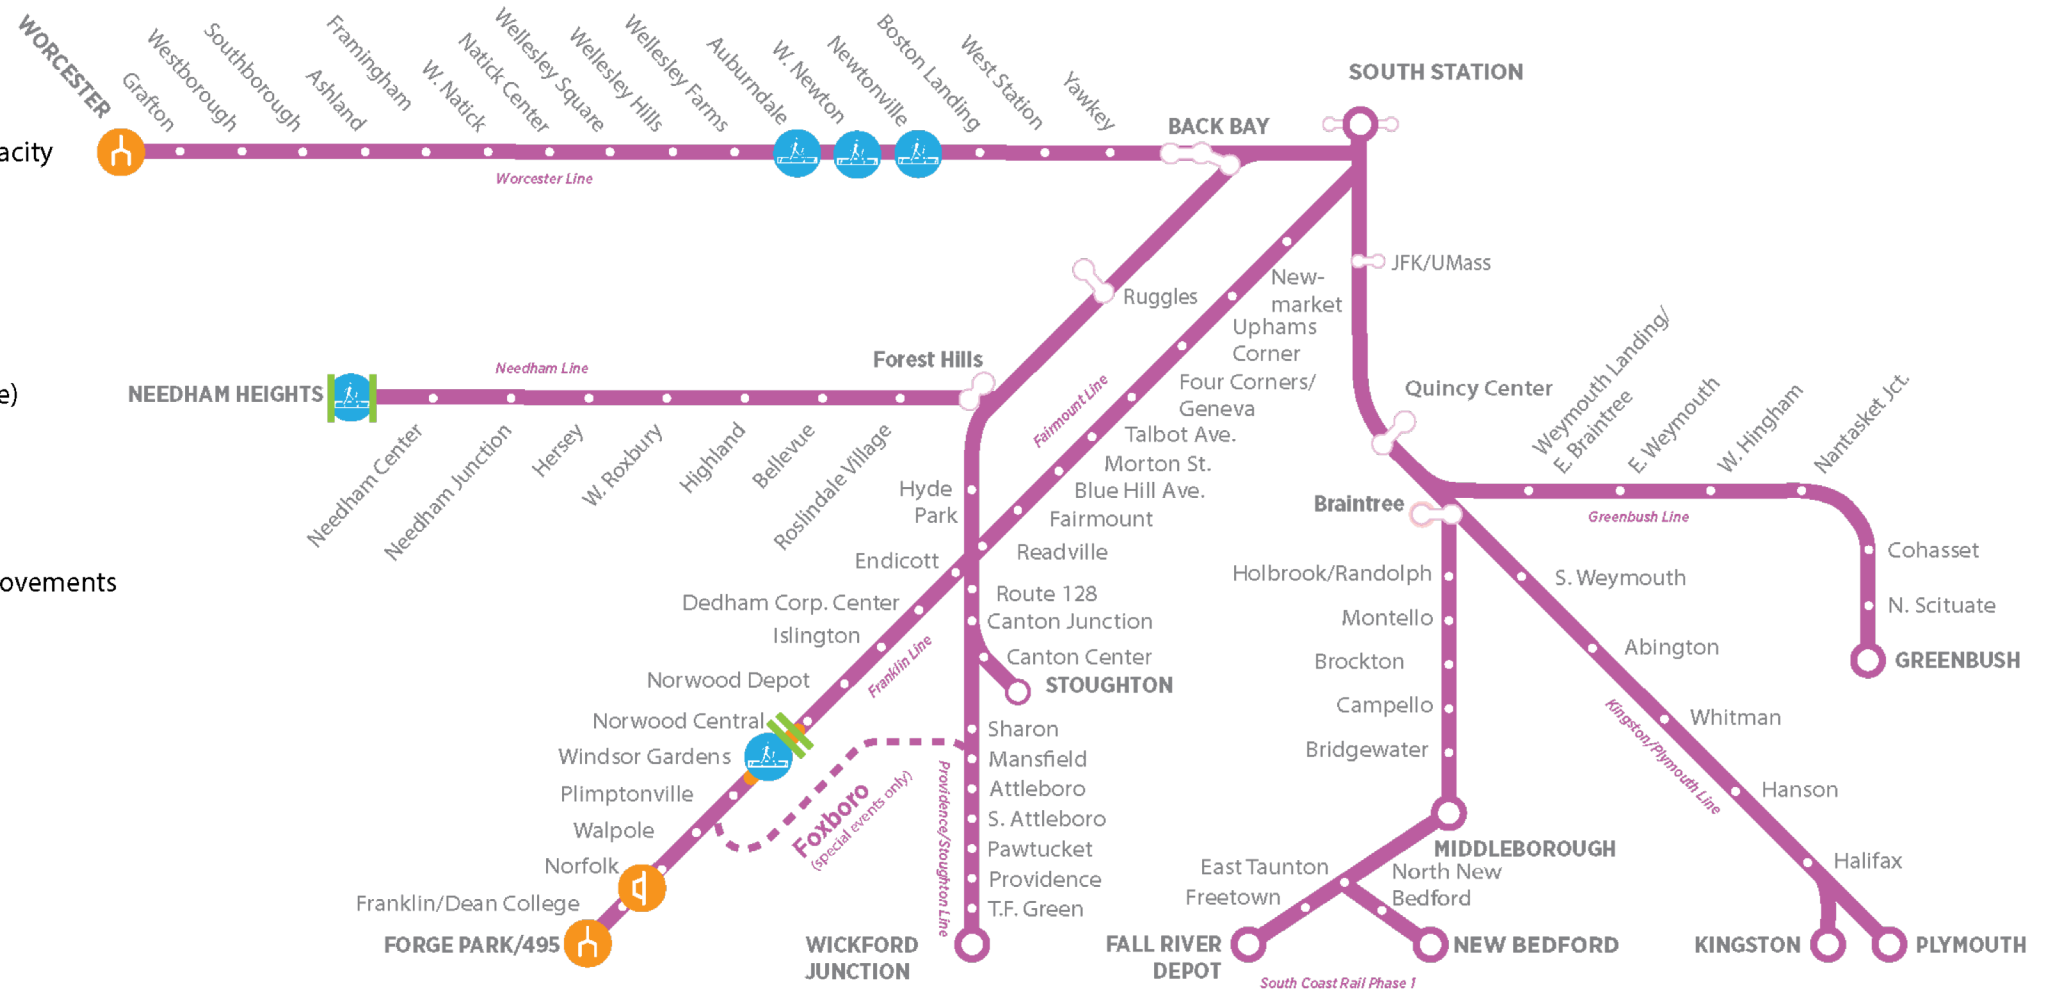 WORCESTER
Grafton
Westborough
Southborough
Ashland
Framingham
W. Natick
Natick Center
Wellesley Square
Wellesley Hills
Wellesley Farms
Auburndale
W. Newton
Newtonville
Boston Landing
West Station
Yawkey
BACK BAY
SOUTH STATION
acity
Worcester Line
JFK/UMass
Ruggles
New-
market
Uphams
Corner
Forest Hills
Four Corners/
Geneva
Talbot Ave.
Morton St.
Blue Hill Ave.
Fairmount
Readville
Fairmount Line
e)
NEEDHAM HEIGHTS
Needham Line
Needham Center
Needham Junction
Hersey
W. Roxbury
Highland
Bellevue
Roslindale Village
Quincy Center
Weymouth Landing/
E. Braintree
E. Weymouth
W. Hingham
Nantasket Jct.
Greenbush Line
Cohasset
N. Scituate
GREENBUSH
Braintree
Hyde
Park
ovements
Endicott
Dedham Corp. Center
Islington
Norwood Depot
Norwood Central
Windsor Gardens
Plimptonville
Walpole
Norfolk
Franklin/Dean College
FORGE PARK/495
Franklin Line
Foxboro
(special events only)
Route 128
Canton Junction
Canton Center
STOUGHTON
Sharon
Mansfield
Attleboro
S. Attleboro
Pawtucket
Providence
T.F. Green
WICKFORD
JUNCTION
Providence/Stoughton Line
Holbrook/Randolph
Montello
Brockton
Campello
Bridgewater
MIDDLEBOROUGH
East Taunton
Freetown
FALL RIVER
DEPOT
North New
Bedford
NEW BEDFORD
South Coast Rail Phase 1
S. Weymouth
Abington
Whitman
Hanson
Halifax
Kingston/Plymouth Line
KINGSTON
PLYMOUTH